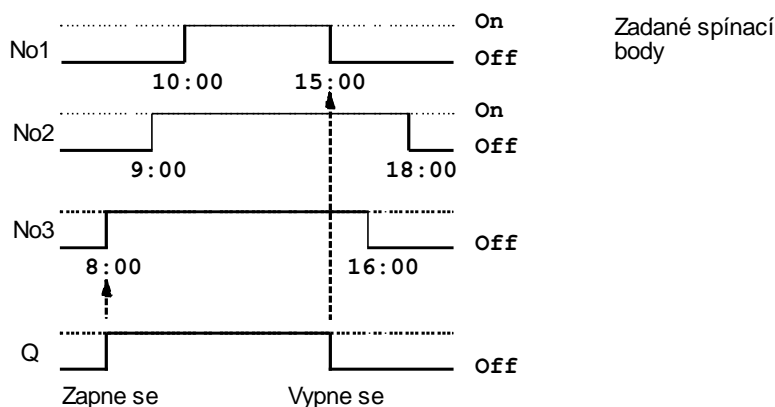 On
Zadané spínací
body
No1
Off
10:00 15:00
On
No2
Off
9:00 18:00
No3
Off
8:00 16:00
Q
Off
Zapne se Vypne se